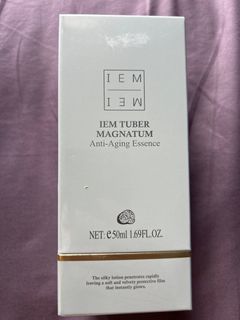 IEM
IEM
IEM TUBER
MAGNATUM
Anti-Aging Essence
NET: ℮50ml 1.69FL.OZ.
The silky lotion penetrates rapidly
leaving a soft and velvety protective film
that instantly glows.